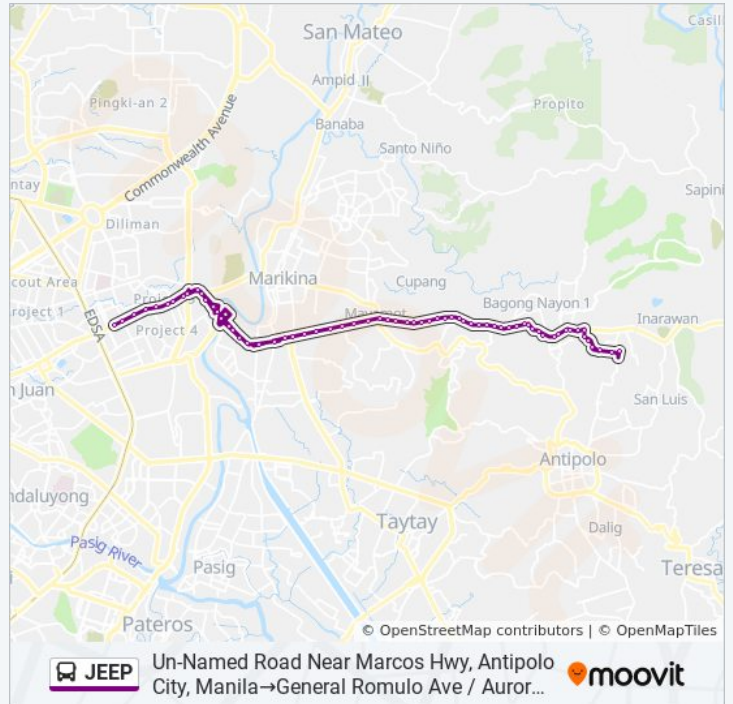 San Mateo
Casil
Ampid II
Pingki-an 2
Propito
Banaba
Commonwealth Avenue
Santo Niño
ntay
Sapini
Diliman
cout Area
Marikina
Cupang
Bagong Nayon 1
roject 1
EDSA
Project 4
Inarawan
n Juan
San Luis
Antipolo
ndaluyong
Taytay
Dalig
Pasig River
Pasig
Teresa
Pateros
© OpenStreetMap contributors | © OpenMapTiles
JEEP
Un-Named Road Near Marcos Hwy, Antipolo
City, Manila→General Romulo Ave / Auror...
moovit